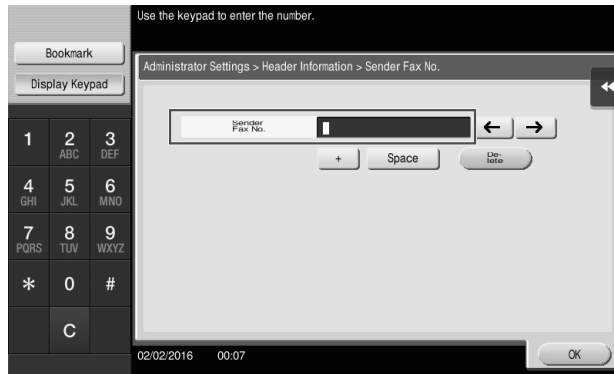 Use the keypad to enter the number.
Bookmark
Display Keypad
Administrator Settings > Header Information > Sender Fax No.
Sender
Fax No.
← →
+ Space De-
lete
1 2 3
ABC DEF
4 5 6
GHI JKL MNO
7 8 9
PQRS TUV WXYZ
* 0 #
C
02/02/2016 00:07
OK